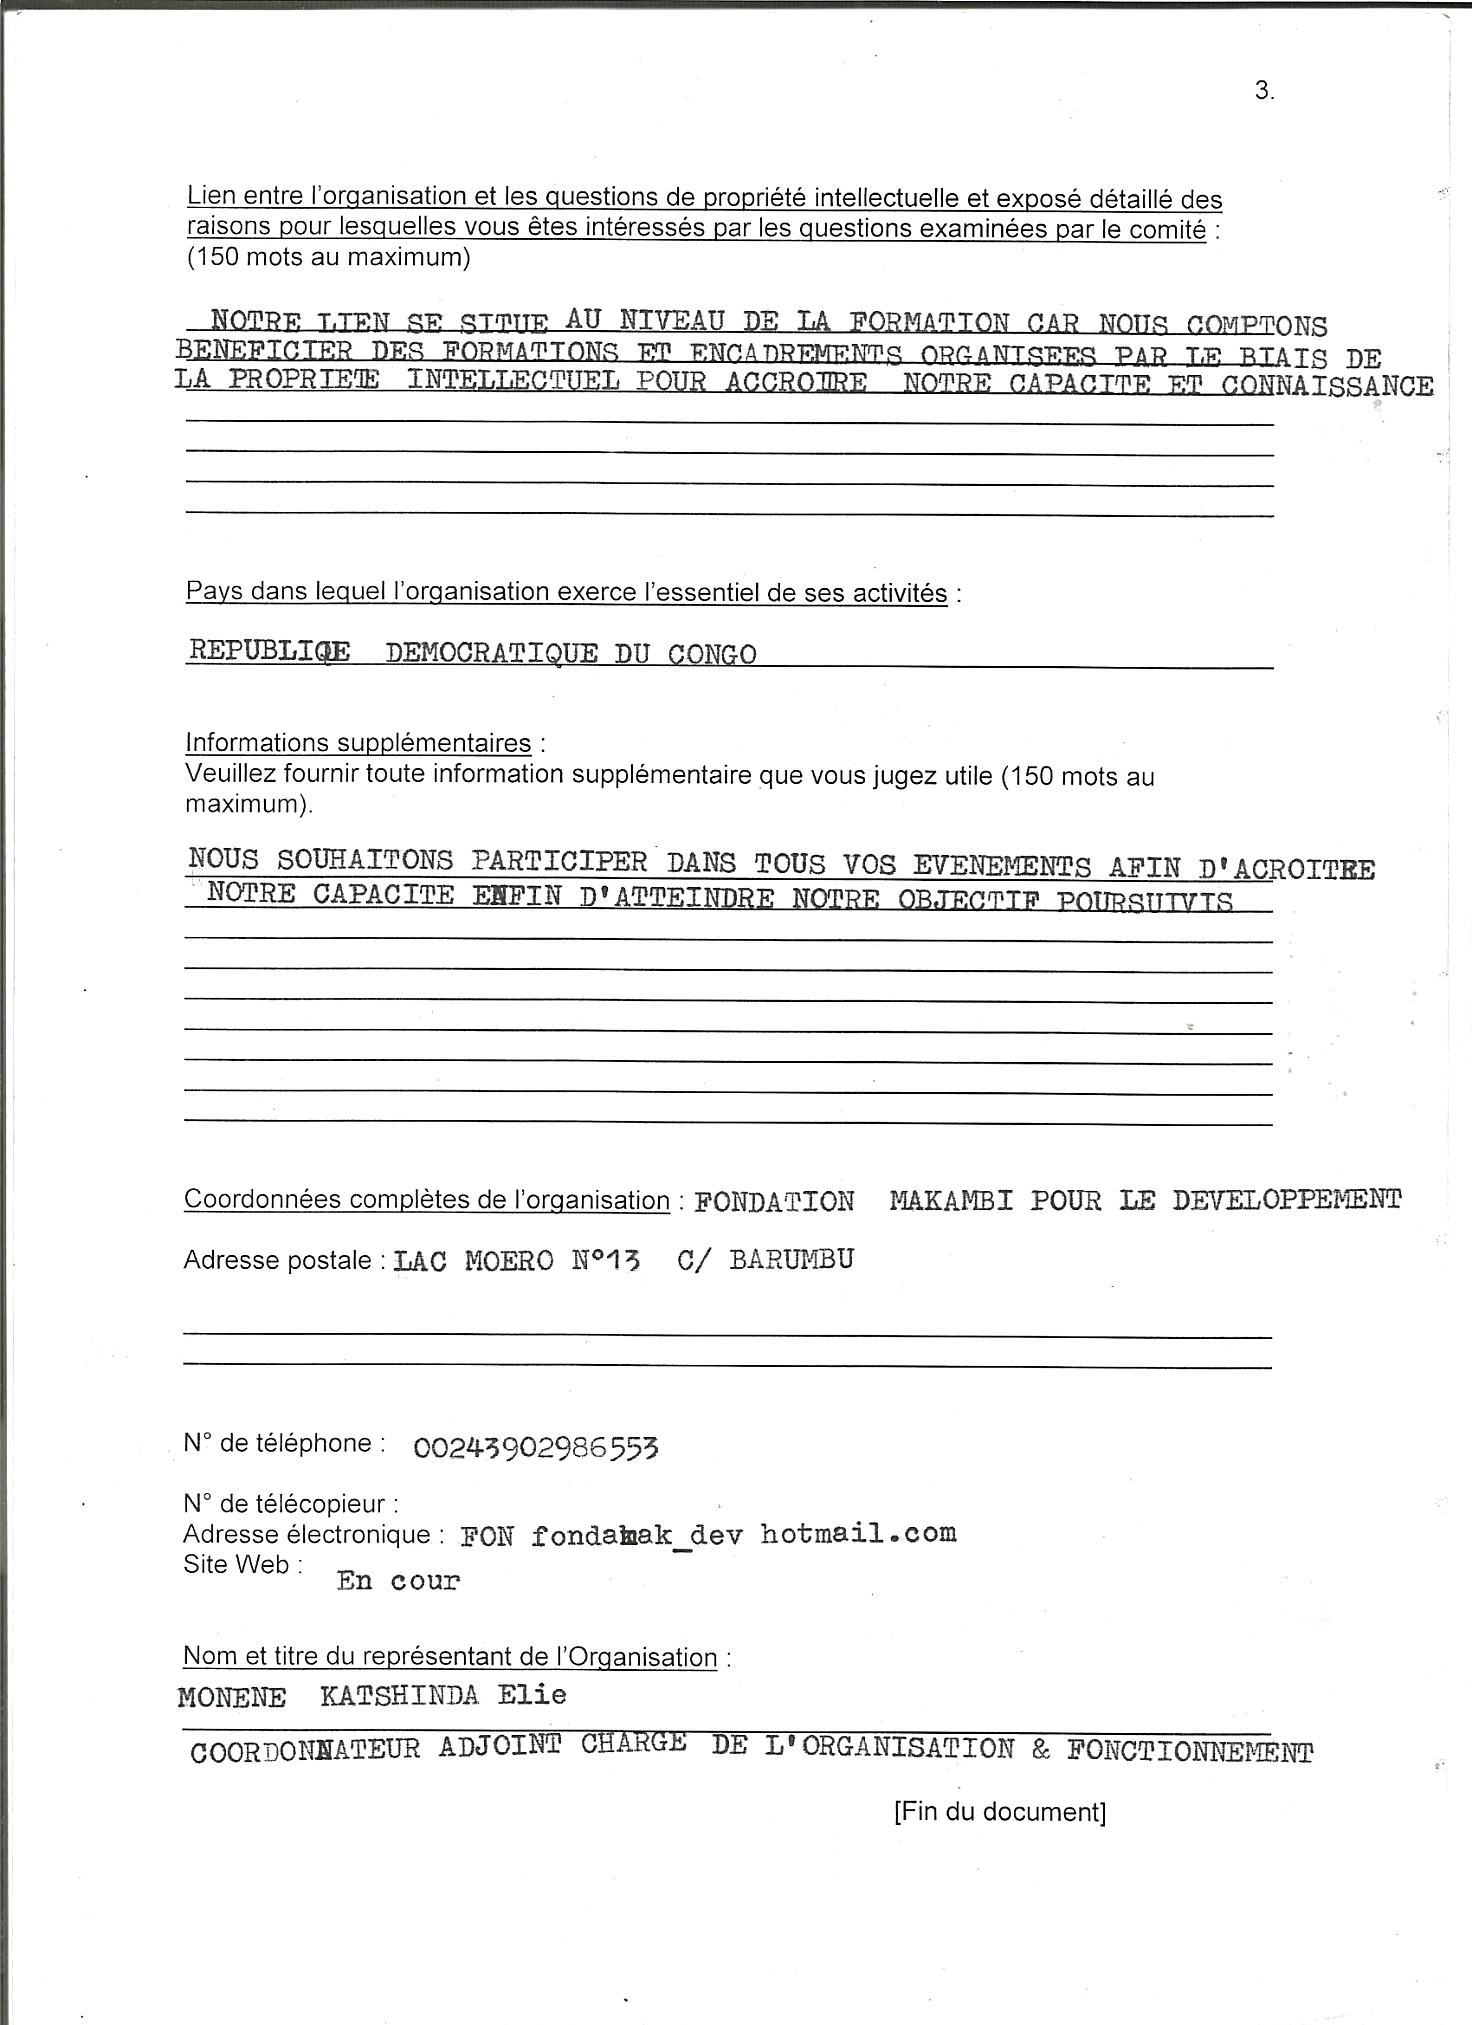 3.
Lien entre l'organisation et les questions de propriété intellectuelle et exposé détaillé des
raisons pour lesquelles vous êtes intéressés par les questions examinées par le comité :
(150 mots au maximum)
NOTRE LIEN SE SITUE AU NIVEAU DE LA FORMATION CAR NOUS COMPTONS
BENEFICIER DES FORMATIONS ET ENCADREMENTS ORGANISEES PAR LE BIAIS DE
LA PROPRIETE INTELLECTUEL POUR ACCROITRE NOTRE CAPACITE ET CONNAISSANCE
Pays dans lequel l'organisation exerce l'essentiel de ses activités :
REPUBLIQE DEMOCRATIQUE DU CONGO
Informations supplémentaires :
Veuillez fournir toute information supplémentaire que vous jugez utile (150 mots au
maximum).
NOUS SOUHAITONS PARTICIPER DANS TOUS VOS EVENEMENTS AFIN D'ACROITRE
NOTRE CAPACITE ENFIN D'ATTEINDRE NOTRE OBJECTIF POURSUIVIS
Coordonnées complètes de l'organisation : FONDATION MAKAMBI POUR LE DEVELOPPEMENT
Adresse postale : LAC MOERO N°13 C/ BARUMBU
N° de téléphone : 00243902986553
N° de télécopieur :
Adresse électronique : FON fondamak_dev hotmail.com
Site Web : En cour
Nom et titre du représentant de l'Organisation :
MONENE KATSHINDA Elie
COORDONNATEUR ADJOINT CHARGE DE L'ORGANISATION & FONCTIONNEMENT
[Fin du document]